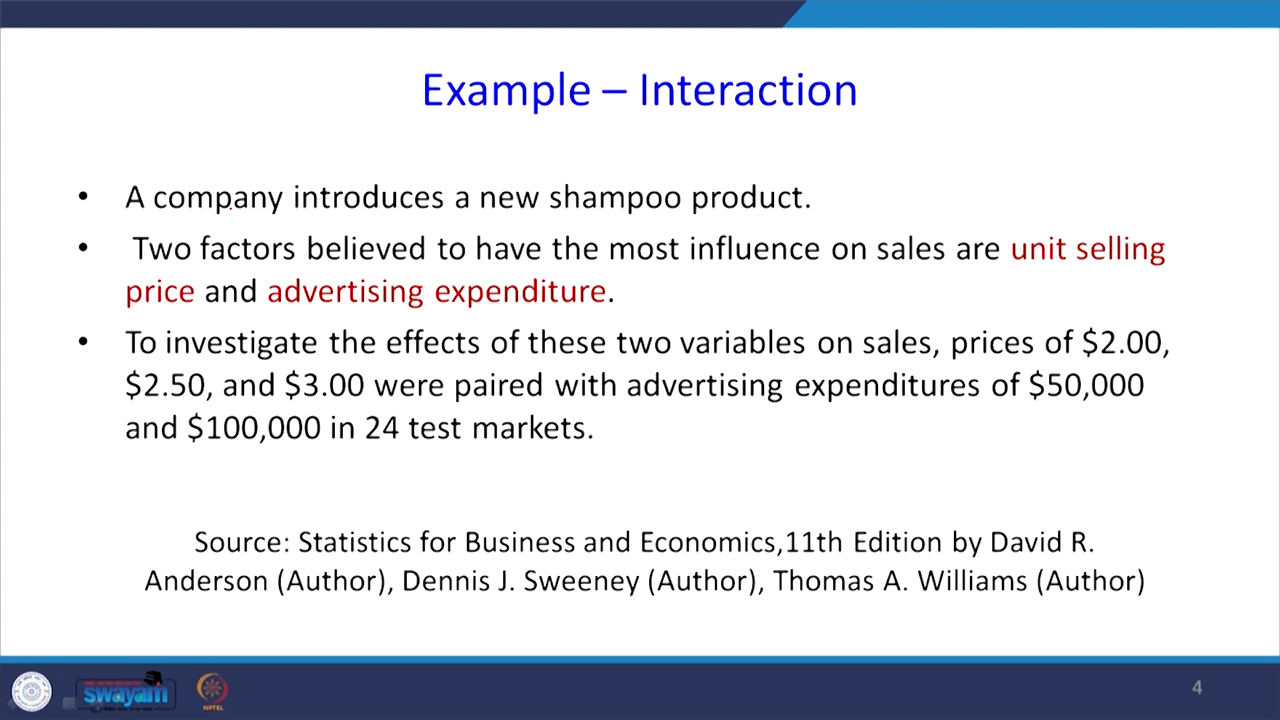 Example – Interaction
• A company introduces a new shampoo product.
• Two factors believed to have the most influence on sales are unit selling
price and advertising expenditure.
• To investigate the effects of these two variables on sales, prices of $2.00,
$2.50, and $3.00 were paired with advertising expenditures of $50,000
and $100,000 in 24 test markets.
Source: Statistics for Business and Economics,11th Edition by David R.
Anderson (Author), Dennis J. Sweeney (Author), Thomas A. Williams (Author)
swayam
NPTEL
4